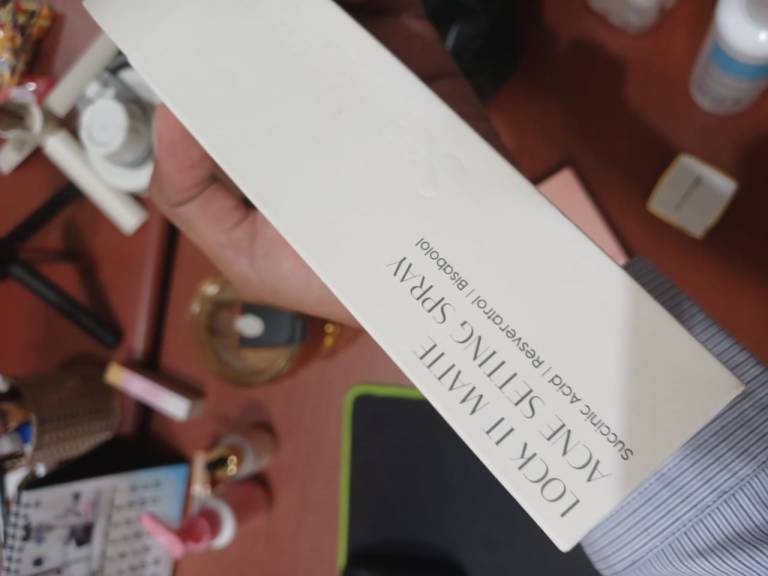 LOCK IT MATTE
ACNE SETTING SPRAY
Succinic Acid | Resveratrol | Bisabolol